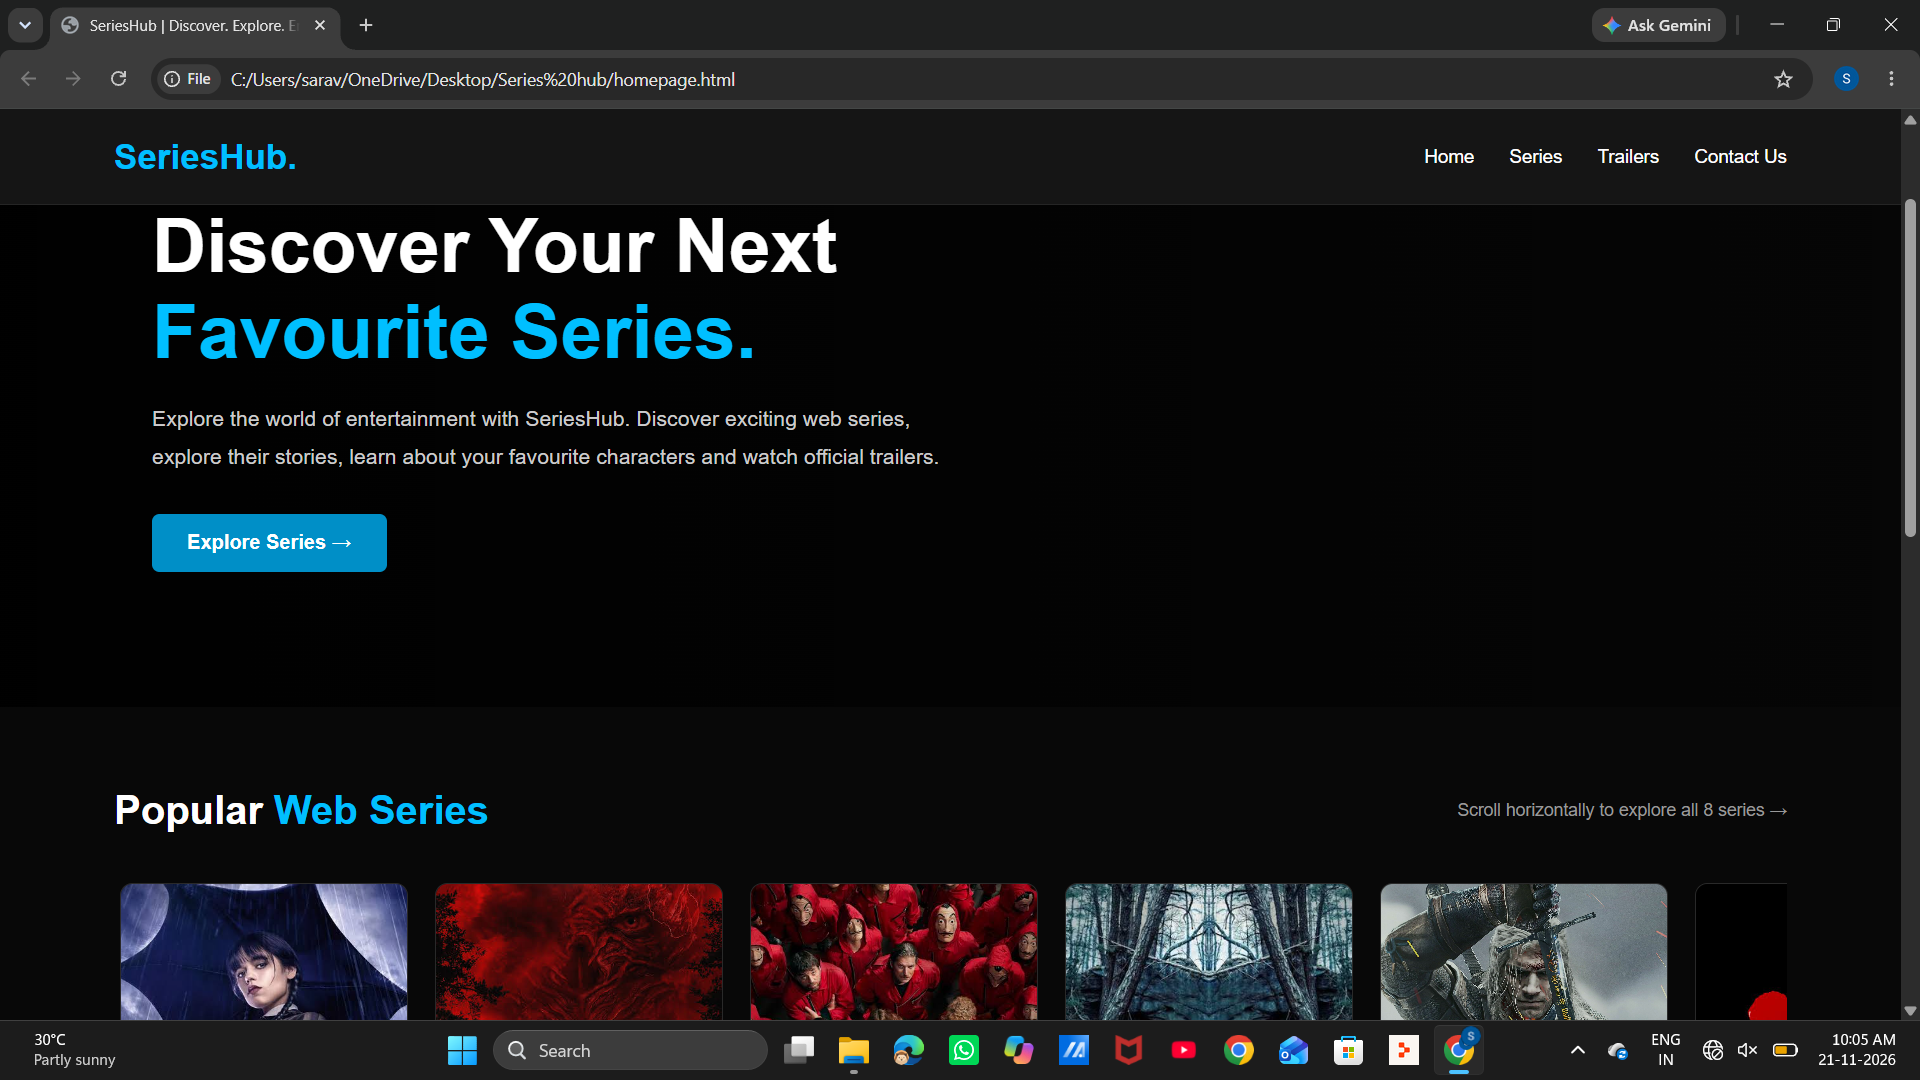 SeriesHub | Discover. Explore. E
Ask Gemini
File
C:/Users/sarav/OneDrive/Desktop/Series%20hub/homepage.html
S
SeriesHub.
Home
Series
Trailers
Contact Us
Discover Your Next
Favourite Series.
Explore the world of entertainment with SeriesHub. Discover exciting web series,
explore their stories, learn about your favourite characters and watch official trailers.
Explore Series →
Popular Web Series
Scroll horizontally to explore all 8 series →
30°C
Partly sunny
Search
S
ENG
IN
10:05 AM
21-11-2026